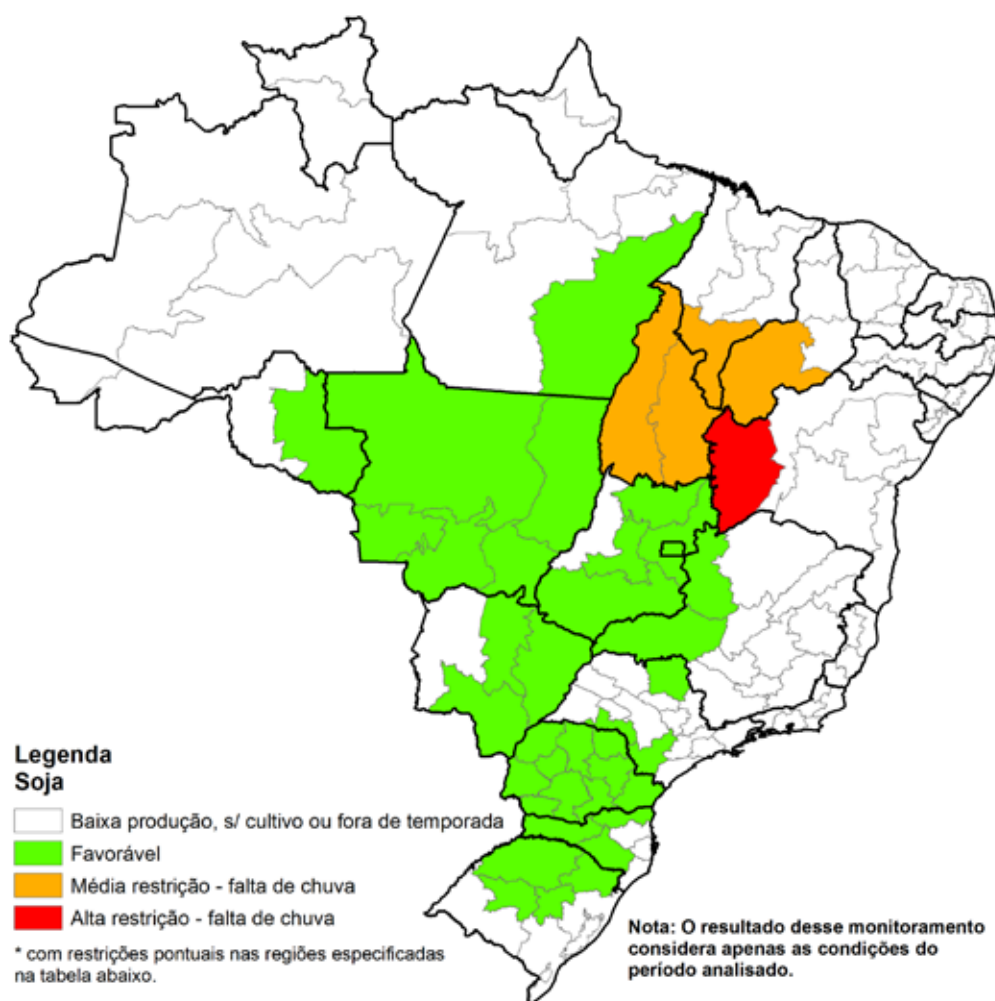 Legenda
Soja
Baixa produção, s/ cultivo ou fora de temporada
Favorável
Média restrição - falta de chuva
Alta restrição - falta de chuva
* com restrições pontuais nas regiões especificadas
na tabela abaixo.
Nota: O resultado desse monitoramento
considera apenas as condições do
período analisado.